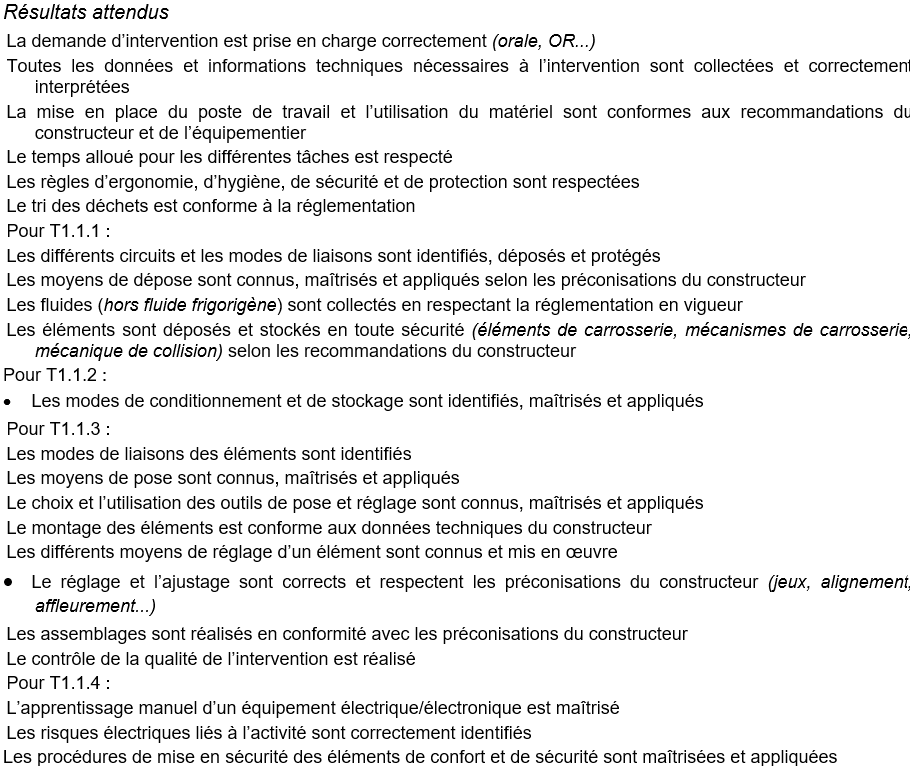 Résultats attendus
La demande d'intervention est prise en charge correctement (orale, OR...)
Toutes les données et informations techniques nécessaires à l'intervention sont collectées et correctement
interprétées
La mise en place du poste de travail et l'utilisation du matériel sont conformes aux recommandations du
constructeur et de l'équipementier
Le temps alloué pour les différentes tâches est respecté
Les règles d'ergonomie, d'hygiène, de sécurité et de protection sont respectées
Le tri des déchets est conforme à la réglementation
Pour T1.1.1 :
Les différents circuits et les modes de liaisons sont identifiés, déposés et protégés
Les moyens de dépose sont connus, maîtrisés et appliqués selon les préconisations du constructeur
Les fluides (hors fluide frigorigène) sont collectés en respectant la réglementation en vigueur
Les éléments sont déposés et stockés en toute sécurité (éléments de carrosserie, mécanismes de carrosserie,
mécanique de collision) selon les recommandations du constructeur
Pour T1.1.2 :
• Les modes de conditionnement et de stockage sont identifiés, maîtrisés et appliqués
Pour T1.1.3 :
Les modes de liaisons des éléments sont identifiés
Les moyens de pose sont connus, maîtrisés et appliqués
Le choix et l'utilisation des outils de pose et réglage sont connus, maîtrisés et appliqués
Le montage des éléments est conforme aux données techniques du constructeur
Les différents moyens de réglage d'un élément sont connus et mis en œuvre
• Le réglage et l'ajustage sont corrects et respectent les préconisations du constructeur (jeux, alignement,
affleurement...)
Les assemblages sont réalisés en conformité avec les préconisations du constructeur
Le contrôle de la qualité de l'intervention est réalisé
Pour T1.1.4 :
L'apprentissage manuel d'un équipement électrique/électronique est maîtrisé
Les risques électriques liés à l'activité sont correctement identifiés
Les procédures de mise en sécurité des éléments de confort et de sécurité sont maîtrisées et appliquées